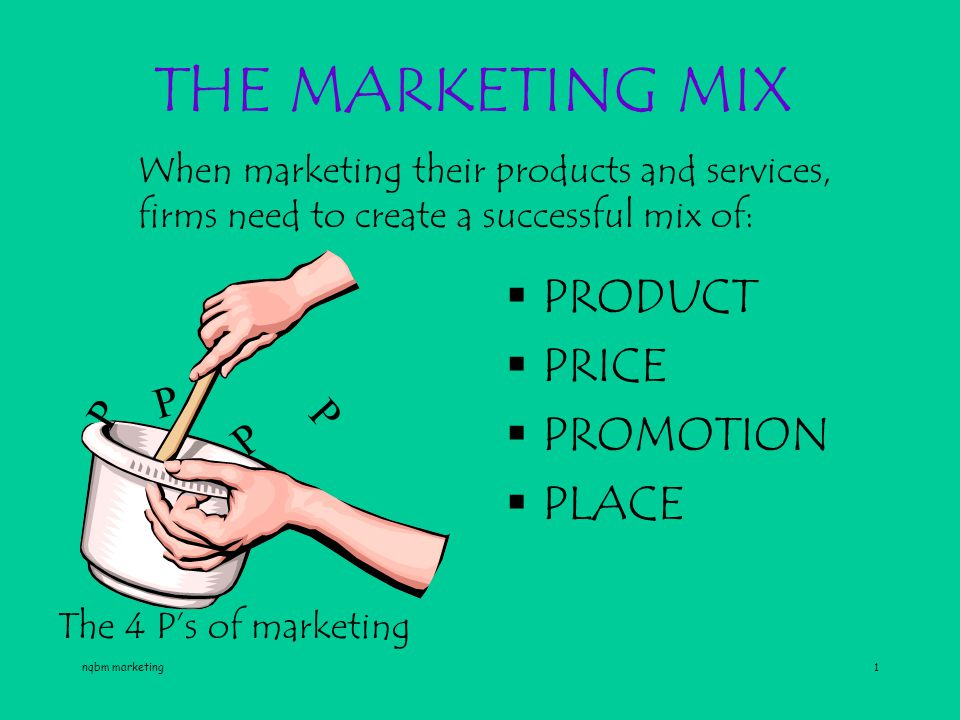 THE MARKETING MIX
When marketing their products and services,
firms need to create a successful mix of:
▪ PRODUCT
▪ PRICE
▪ PROMOTION
▪ PLACE
P
P
P
P
The 4 P's of marketing
nqbm marketing
1